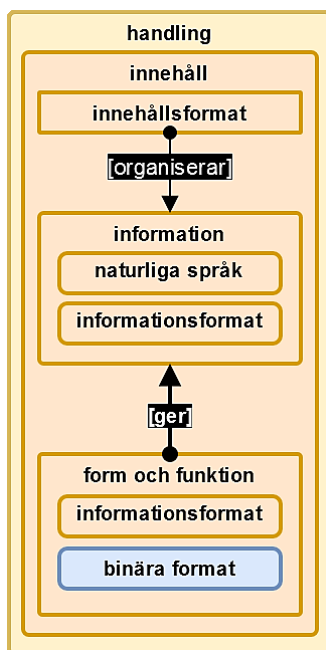 handling
innehåll
innehållsformat
[organiserar]
information
naturliga språk
informationsformat
[ger]
form och funktion
informationsformat
binära format